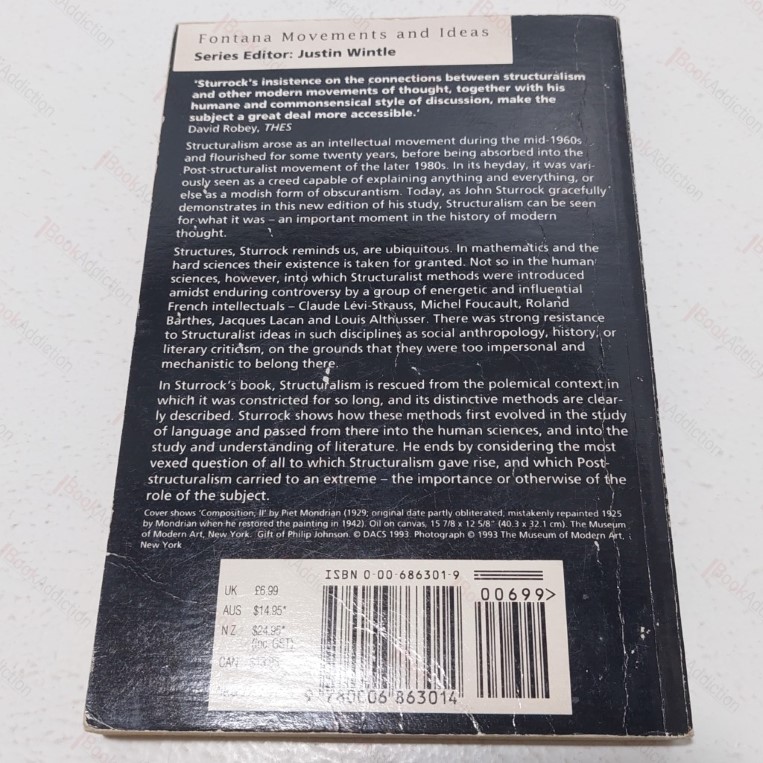 Fontana Movements and Ideas
Series Editor: Justin Wintle
'Sturrock's insistence on the connections between structuralism
and other modern movements of thought, together with his
humane and commonsensical style of discussion, make the
subject a great deal more accessible.'
David Robey, THES
Structuralism arose as an intellectual movement during the mid-1960s
and flourished for some twenty years, before being absorbed into the
Post-structuralist movement of the later 1980s. In its heyday, it was vari-
ously seen as a creed capable of explaining anything and everything, or
else as a modish form of obscurantism. Today, as John Sturrock gracefully
demonstrates in this new edition of his study, Structuralism can be seen
for what it was – an important moment in the history of modern
thought.
Structures, Sturrock reminds us, are ubiquitous. In mathematics and the
hard sciences their existence is taken for granted. Not so in the human
sciences, however, into which Structuralist methods were introduced
amidst enduring controversy by a group of energetic and influential
French intellectuals – Claude Lévi-Strauss, Michel Foucault, Roland
Barthes, Jacques Lacan and Louis Althusser. There was strong resistance
to Structuralist ideas in such disciplines as social anthropology, history, or
literary criticism, on the grounds that they were too impersonal and
mechanistic to belong there.
In Sturrock's book, Structuralism is rescued from the polemical context in
which it was constricted for so long, and its distinctive methods are clear-
ly described. Sturrock shows how these methods first evolved in the study
of language and passed from there into the human sciences, and into the
study and understanding of literature. He ends by considering the most
vexed question of all to which Structuralism gave rise, and which Post-
structuralism carried to an extreme – the importance or otherwise of the
role of the subject.
Cover shows 'Composition, II' by Piet Mondrian (1929; original date partly obliterated, mistakenly repainted 1925
by Mondrian when he restored the painting in 1942). Oil on canvas, 15 7/8 x 12 5/8" (40.3 x 32.1 cm). The Museum
of Modern Art, New York. Gift of Philip Johnson. © DACS 1993. Photograph © 1993 The Museum of Modern Art,
New York
ISBN 0-00-686301-9
UK £6.99
AUS $14.95*
NZ $24.95*
(inc. GST)
CAN
00699>
9 780006 863014
BookAddiction